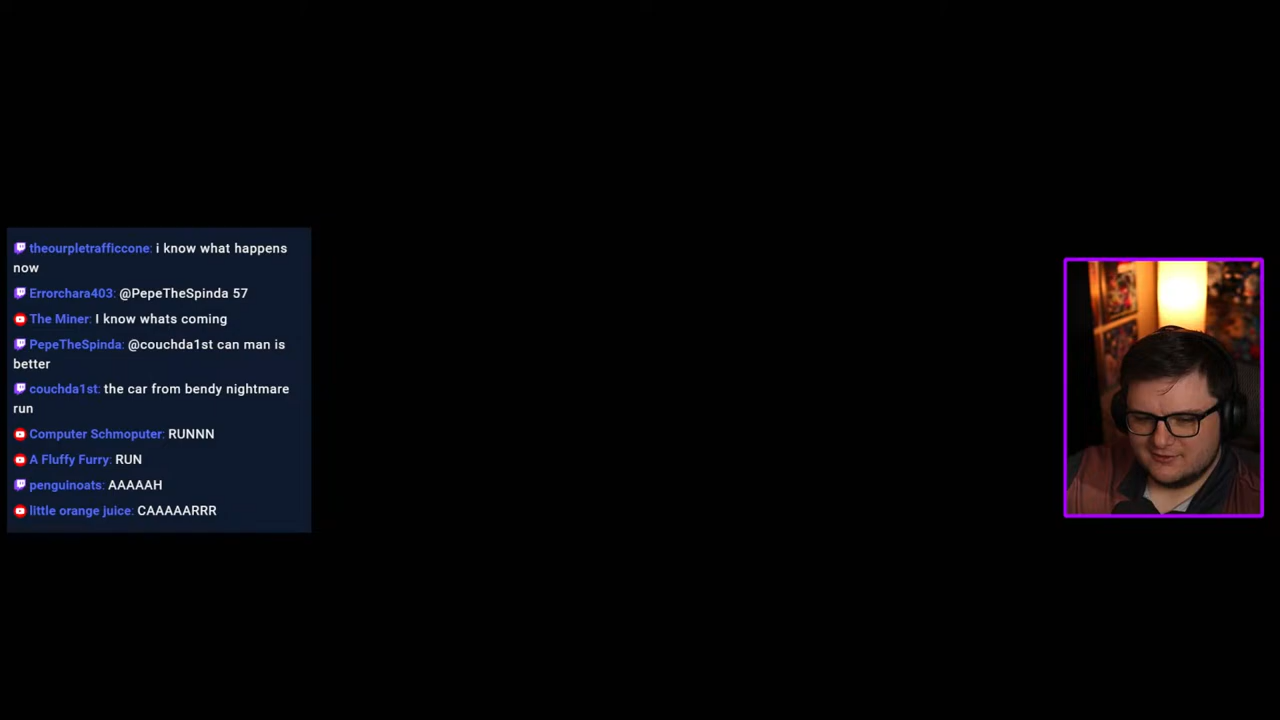 theourpletrafficcone: i know what happens
now
Errorchara403: @PepeTheSpinda 57
The Miner: I know whats coming
PepeTheSpinda: @couchda1st can man is
better
couchda1st: the car from bendy nightmare
run
Computer Schmoputer: RUNNN
A Fluffy Furry: RUN
penguinoats: AAAAAH
little orange juice: CAAAAARRR